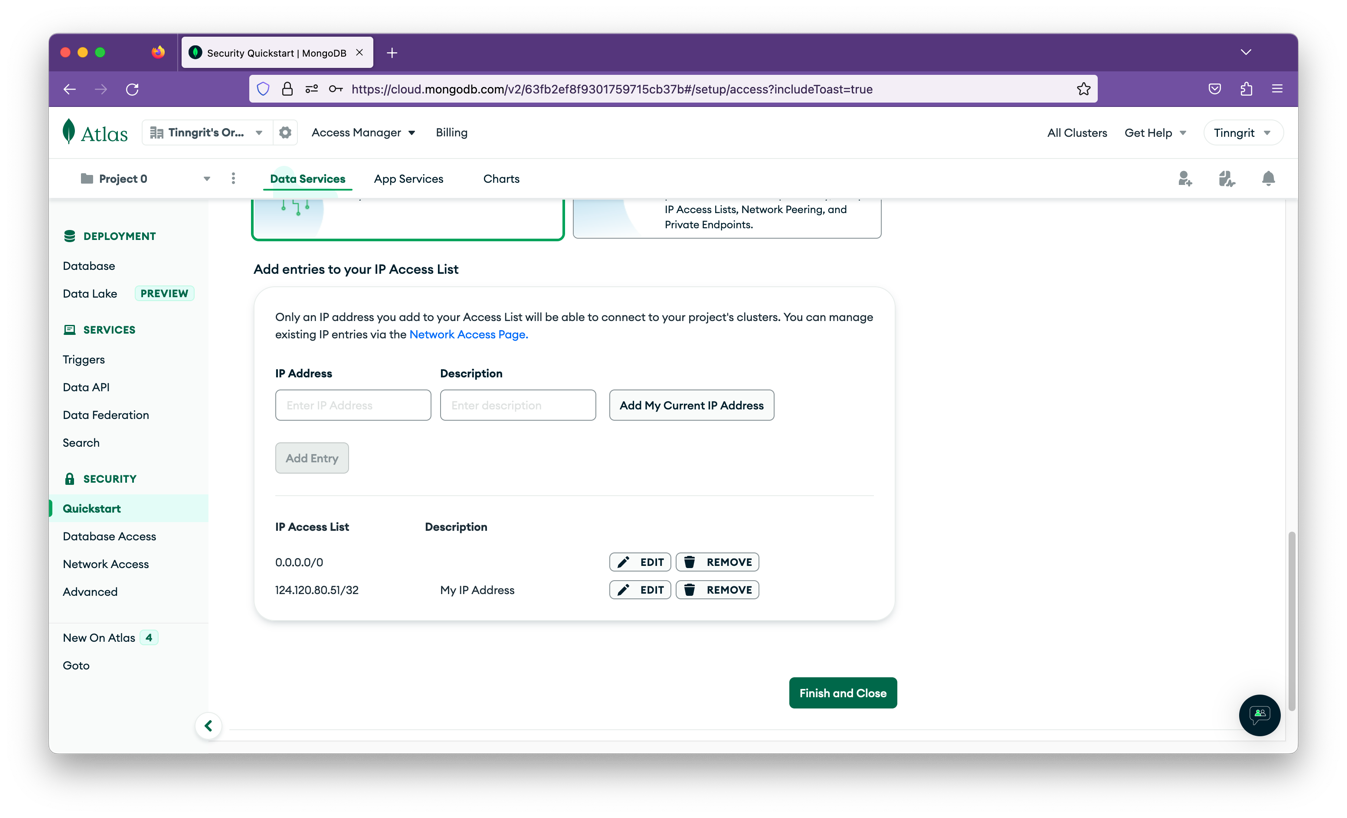 Security Quickstart | MongoDB
https://cloud.mongodb.com/v2/63fb2ef8f9301759715cb37b#/setup/access?includeToast=true
Atlas
Tinngrit's Or...
Access Manager
Billing
All Clusters
Get Help
Tinngrit
Project 0
Data Services
App Services
Charts
DEPLOYMENT
Database
Data Lake PREVIEW
SERVICES
Triggers
Data API
Data Federation
Search
SECURITY
Quickstart
Database Access
Network Access
Advanced
New On Atlas 4
Goto
IP Access Lists, Network Peering, and
Private Endpoints.
Add entries to your IP Access List
Only an IP address you add to your Access List will be able to connect to your project's clusters. You can manage
existing IP entries via the Network Access Page.
IP Address Description
Enter IP Address Enter description Add My Current IP Address
Add Entry
IP Access List Description
0.0.0.0/0 EDIT REMOVE
124.120.80.51/32 My IP Address EDIT REMOVE
Finish and Close